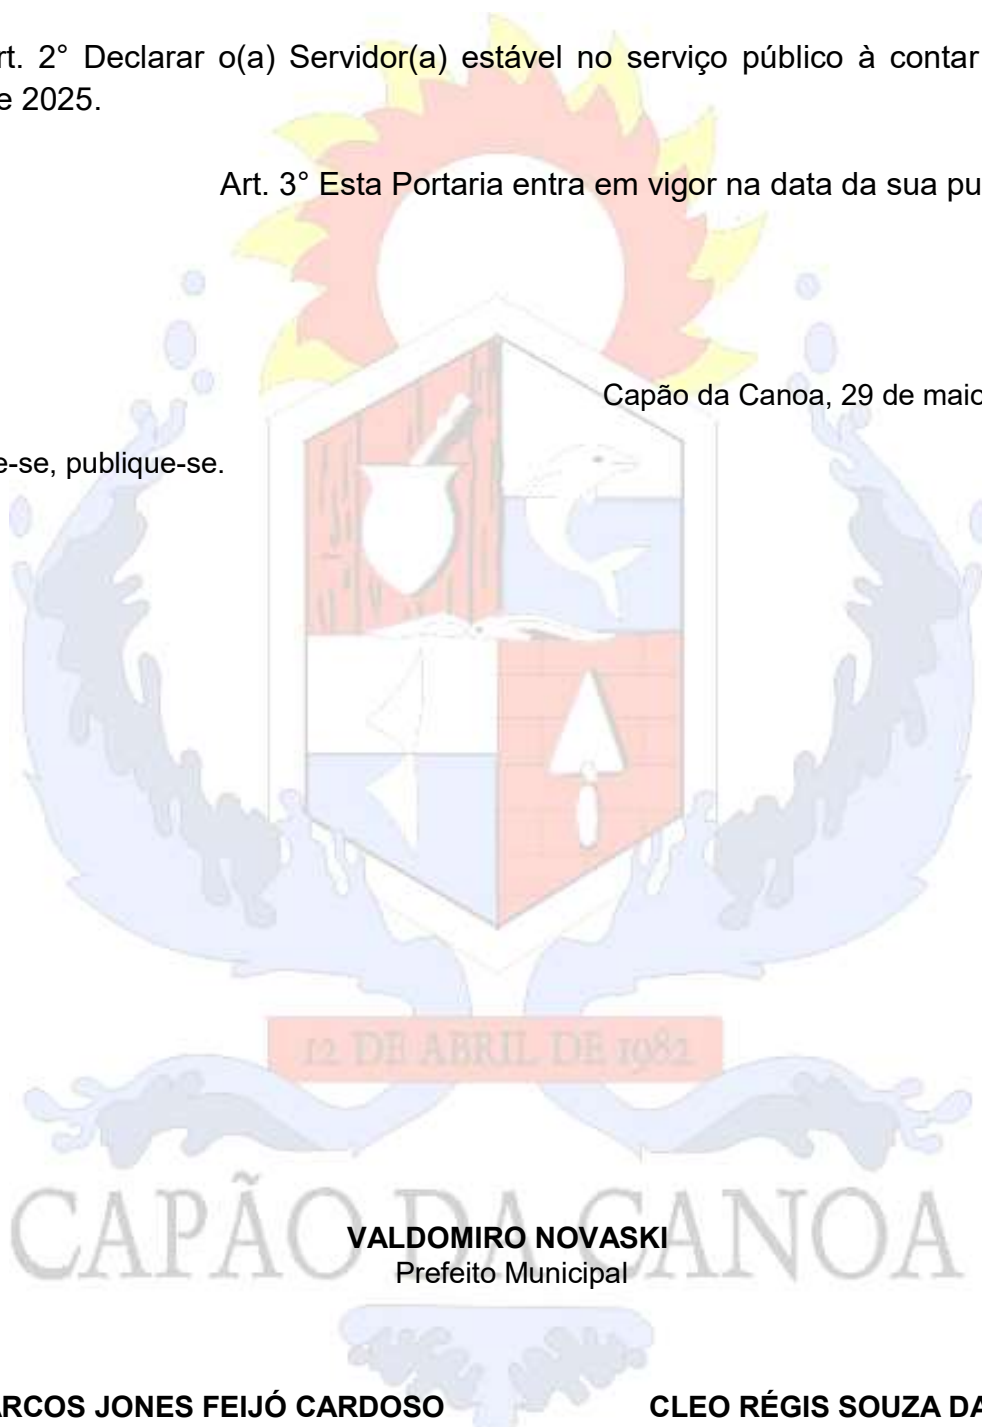 rt. 2° Declarar o(a) Servidor(a) estável no serviço público à contar
e 2025.
Art. 3° Esta Portaria entra em vigor na data da sua pu
Capão da Canoa, 29 de maio
e-se, publique-se.
12 DE ABRIL DE 1982
CAPÃO DA CANOA
VALDOMIRO NOVASKI
Prefeito Municipal
ARCOS JONES FEIJÓ CARDOSO CLEO RÉGIS SOUZA DA